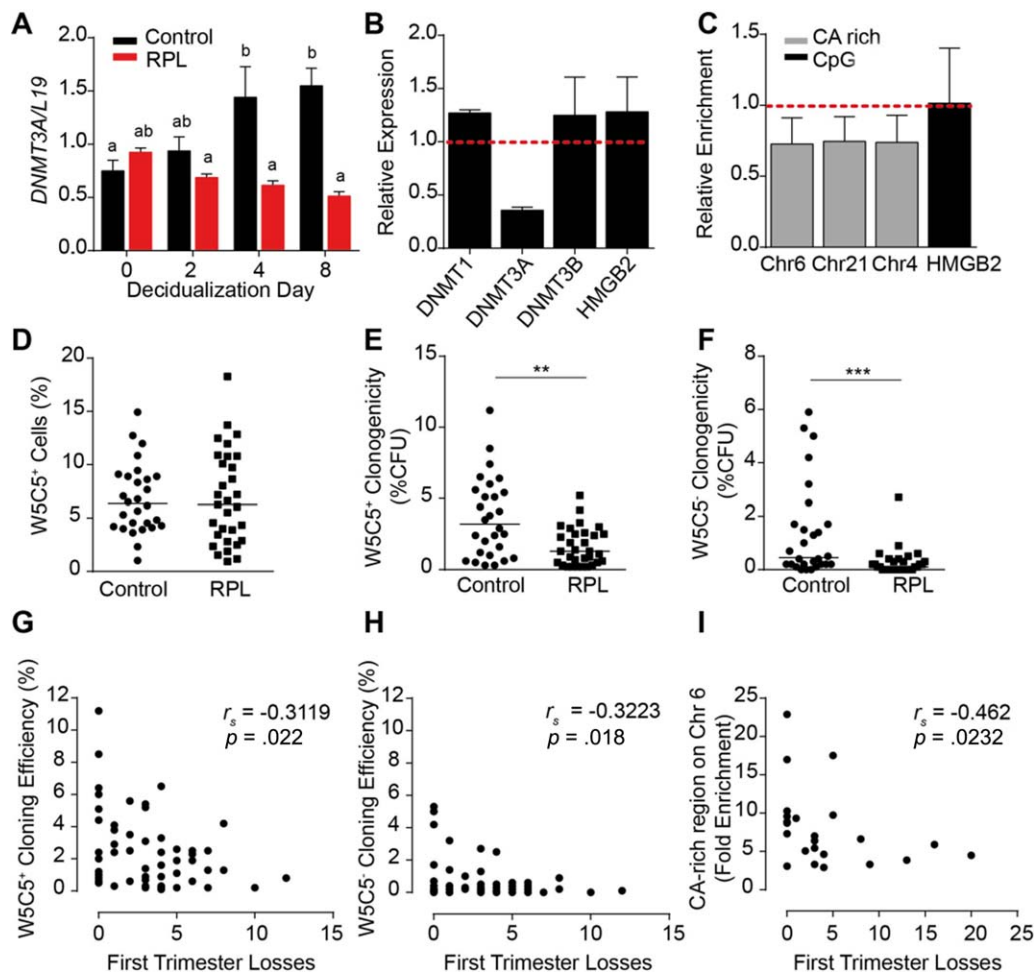 A
Control
RPL
DNMT3A/L19
2.0
1.5
1.0
0.5
0.0
a
ab
ab
a
b
a
b
a
0 2 4 8
Decidualization Day
B
Relative Expression
2.0
1.5
1.0
0.5
0.0
DNMT1
DNMT3A
DNMT3B
HMGB2
C
CA rich
CpG
Relative Enrichment
1.5
1.0
0.5
0.0
Chr6 Chr21 Chr4 HMGB2
D
W5C5⁺ Cells (%)
20
15
10
5
0
Control RPL
E
W5C5⁺ Clonogenicity
(%CFU)
15
10
5
0
**
Control RPL
F
W5C5⁻ Clonogenicity
(%CFU)
8
6
4
2
0
***
Control RPL
G
W5C5⁺ Cloning Efficiency (%)
12
10
8
6
4
2
0
rₛ = -0.3119
p = .022
0 5 10 15
First Trimester Losses
H
W5C5⁻ Cloning Efficiency (%)
12
10
8
6
4
2
0
rₛ = -0.3223
p = .018
0 5 10 15
First Trimester Losses
I
CA-rich region on Chr 6
(Fold Enrichment)
25
20
15
10
5
0
rₛ = -0.462
p = .0232
0 5 10 15 20 25
First Trimester Losses